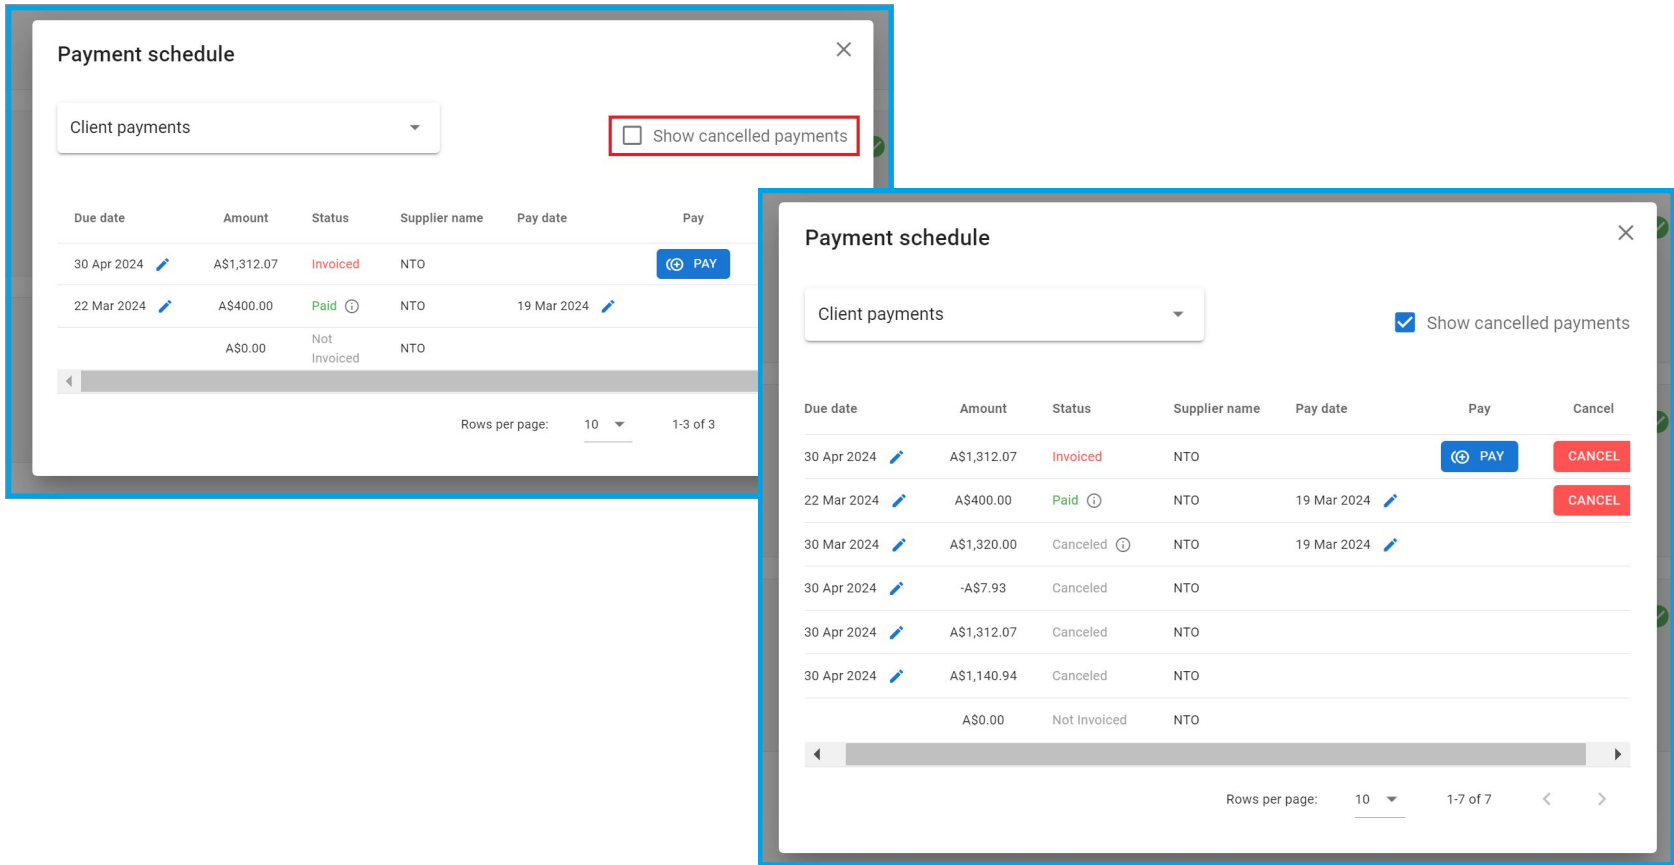 Payment schedule
Client payments
Show cancelled payments
Due date Amount Status Supplier name Pay date Pay
30 Apr 2024 A$1,312.07 Invoiced NTO PAY
22 Mar 2024 A$400.00 Paid NTO 19 Mar 2024
A$0.00 Not Invoiced NTO
Rows per page: 10 1-3 of 3
Payment schedule
Client payments
Show cancelled payments
Due date Amount Status Supplier name Pay date Pay Cancel
30 Apr 2024 A$1,312.07 Invoiced NTO PAY CANCEL
22 Mar 2024 A$400.00 Paid NTO 19 Mar 2024 CANCEL
30 Mar 2024 A$1,320.00 Canceled NTO 19 Mar 2024
30 Apr 2024 -A$7.93 Canceled NTO
30 Apr 2024 A$1,312.07 Canceled NTO
30 Apr 2024 A$1,140.94 Canceled NTO
A$0.00 Not Invoiced NTO
Rows per page: 10 1-7 of 7